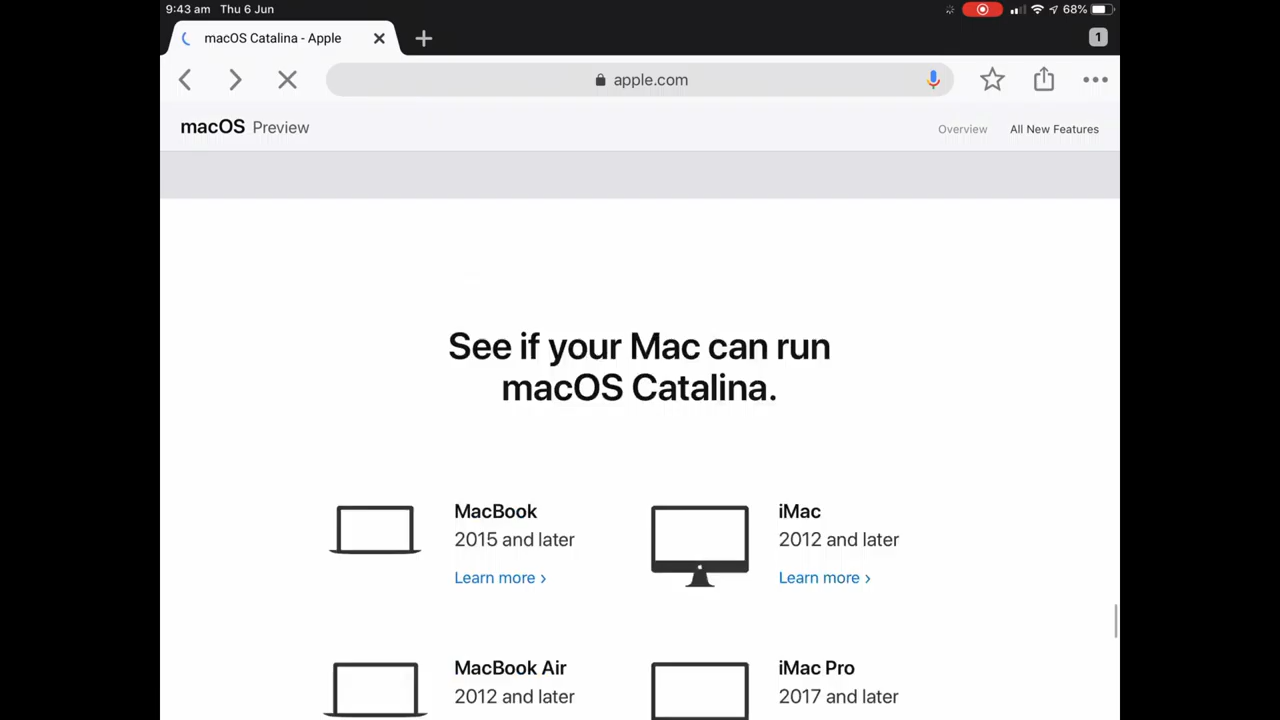 9:43 am Thu 6 Jun 68%
macOS Catalina - Apple
1
apple.com
macOS Preview Overview All New Features
See if your Mac can run
macOS Catalina.
MacBook
2015 and later
Learn more ›
iMac
2012 and later
Learn more ›
MacBook Air
2012 and later
iMac Pro
2017 and later